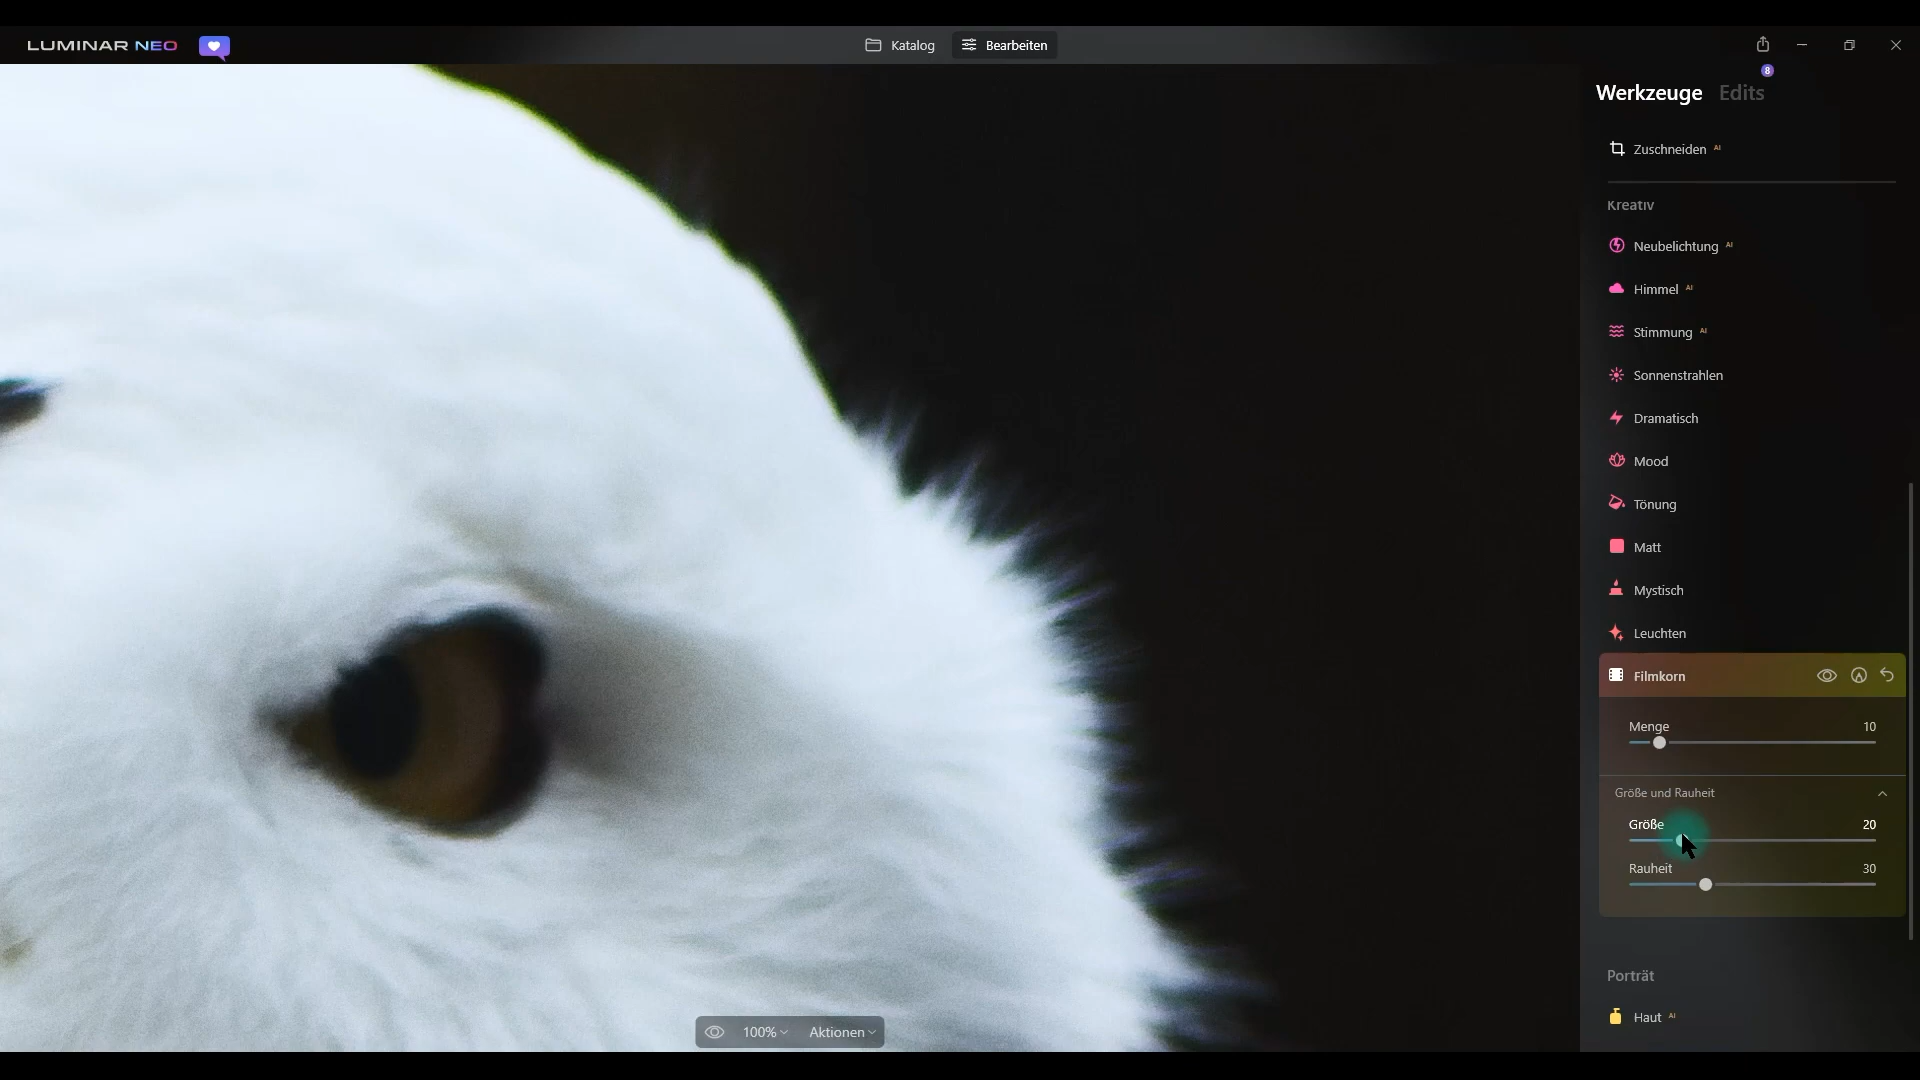 LUMINAR NEO
Katalog
Bearbeiten
8
Werkzeuge
Edits
Zuschneiden AI
Kreativ
Neubelichtung AI
Himmel AI
Stimmung AI
Sonnenstrahlen
Dramatisch
Mood
Tönung
Matt
Mystisch
Leuchten
Filmkorn
Menge 10
Größe und Rauheit
Größe 20
Rauheit 30
Porträt
Haut AI
100%
Aktionen